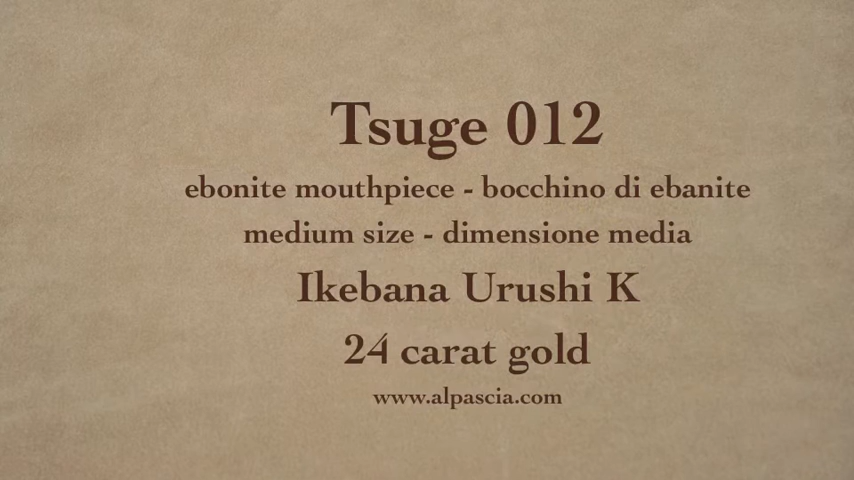 Tsuge 012
ebonite mouthpiece - bocchino di ebanite
medium size - dimensione media
Ikebana Urushi K
24 carat gold
www.alpascia.com